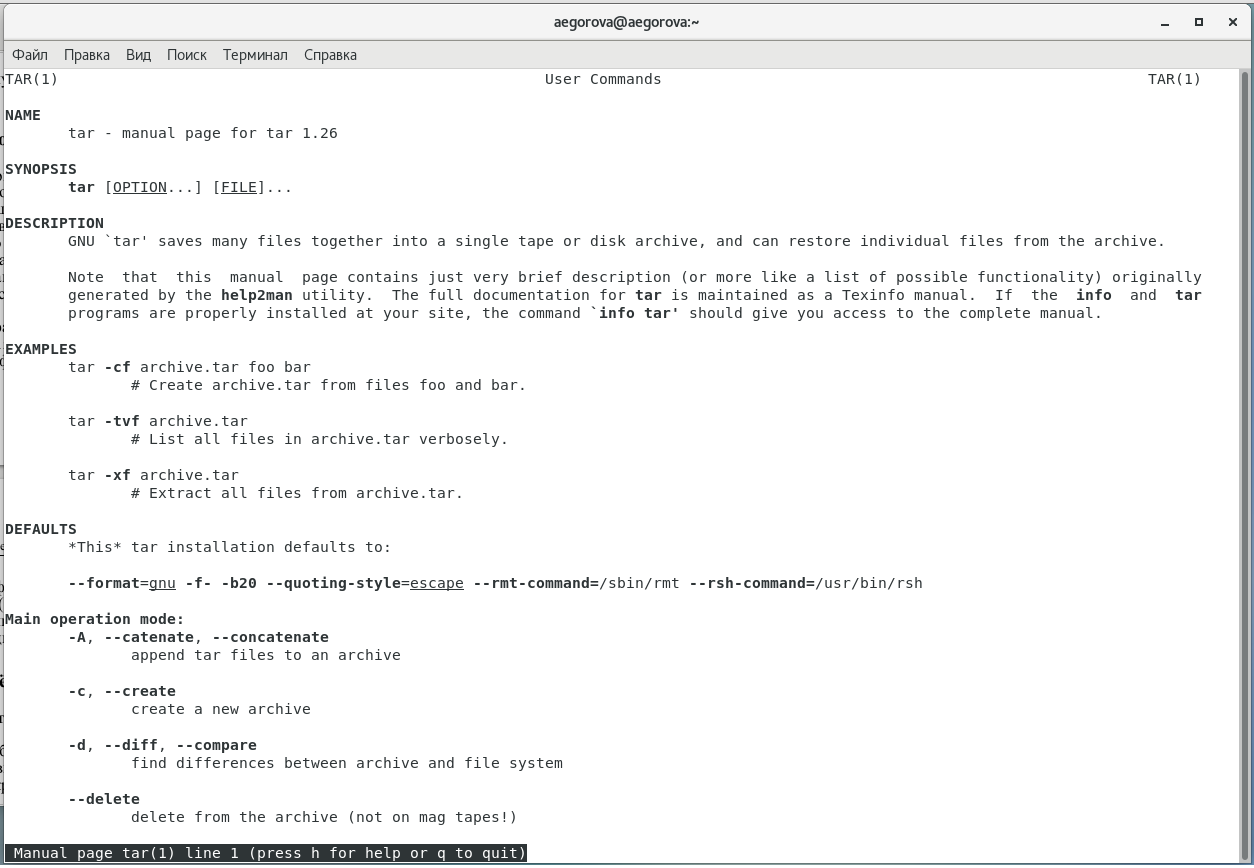 aegorova@aegorova:~
Файл Правка Вид Поиск Терминал Справка
TAR(1) User Commands TAR(1)
NAME
tar - manual page for tar 1.26
SYNOPSIS
tar [OPTION...] [FILE]...
DESCRIPTION
GNU `tar' saves many files together into a single tape or disk archive, and can restore individual files from the archive.
Note that this manual page contains just very brief description (or more like a list of possible functionality) originally
generated by the help2man utility. The full documentation for tar is maintained as a Texinfo manual. If the info and tar
programs are properly installed at your site, the command `info tar' should give you access to the complete manual.
EXAMPLES
tar -cf archive.tar foo bar
# Create archive.tar from files foo and bar.
tar -tvf archive.tar
# List all files in archive.tar verbosely.
tar -xf archive.tar
# Extract all files from archive.tar.
DEFAULTS
*This* tar installation defaults to:
--format=gnu -f- -b20 --quoting-style=escape --rmt-command=/sbin/rmt --rsh-command=/usr/bin/rsh
Main operation mode:
-A, --catenate, --concatenate
append tar files to an archive
-c, --create
create a new archive
-d, --diff, --compare
find differences between archive and file system
--delete
delete from the archive (not on mag tapes!)
Manual page tar(1) line 1 (press h for help or q to quit)